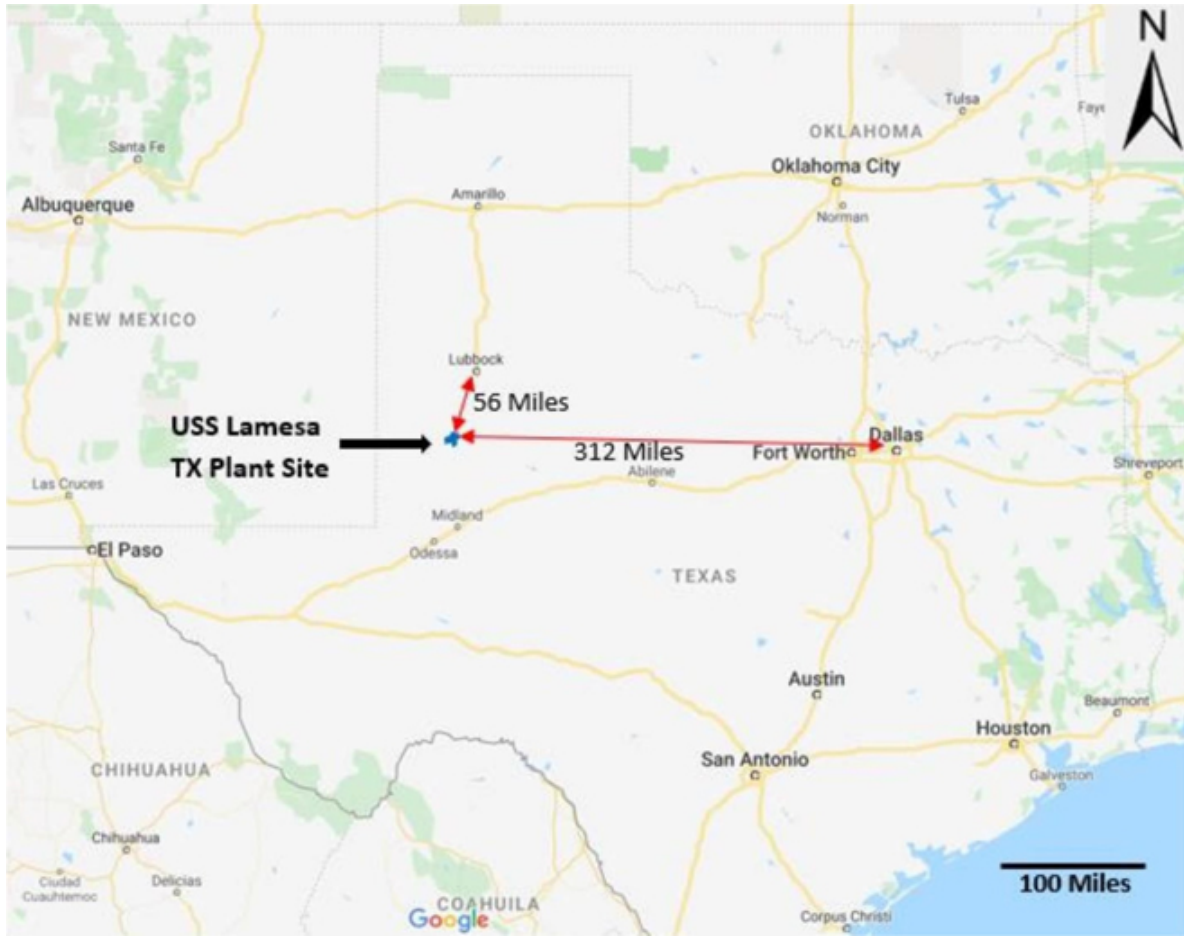 N
Tulsa
Faye
OKLAHOMA
Santa Fe
Oklahoma City
Amarillo
Albuquerque
Norman
NEW MEXICO
Lubbock
56 Miles
USS Lamesa
TX Plant Site
312 Miles
Dallas
Fort Worth
Abilene
Shreveport
Las Cruces
Midland
Odessa
El Paso
TEXAS
Austin
Beaumont
Houston
San Antonio
CHIHUAHUA
Galveston
Chihuahua
Ciudad
Cuauhtemoc
Delicias
100 Miles
COAHUILA
Google
Corpus Christi